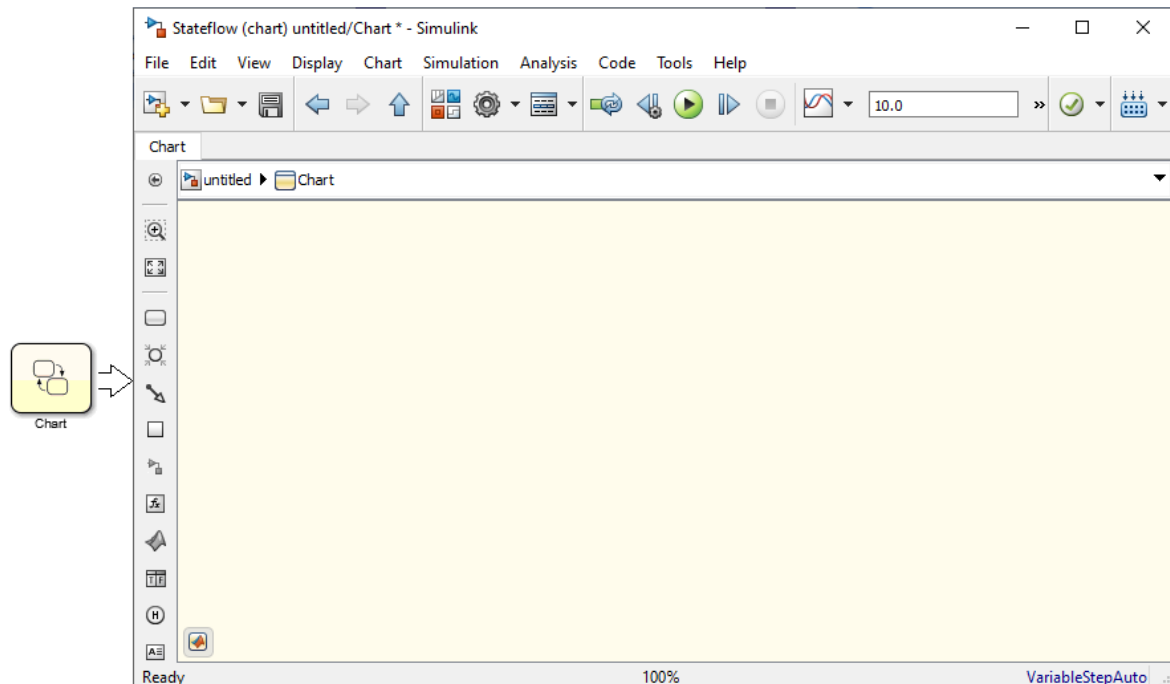 Stateflow (chart) untitled/Chart * - Simulink
File Edit View Display Chart Simulation Analysis Code Tools Help
10.0 »
Chart
untitled Chart
Chart
fx
T F
H
A
Ready 100% VariableStepAuto